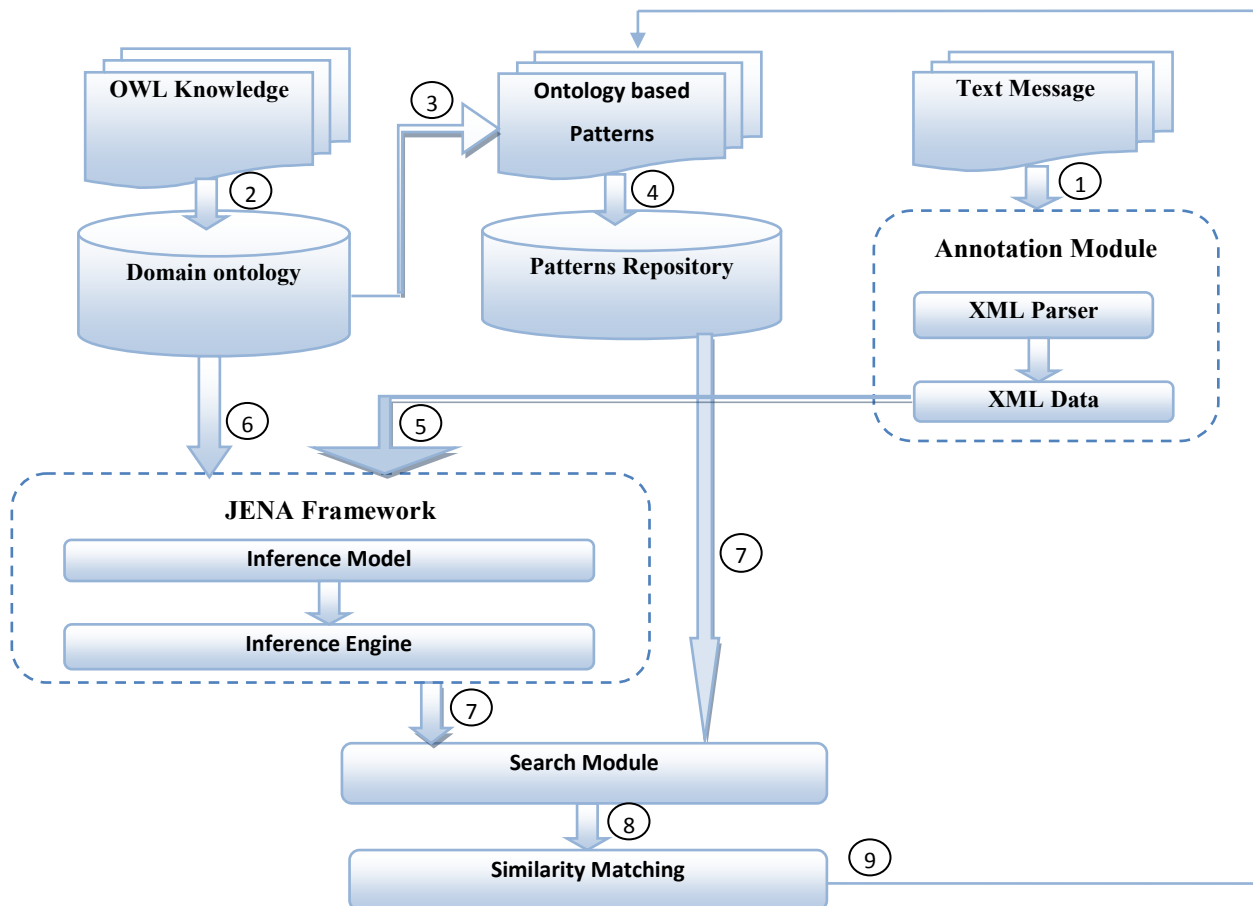 OWL Knowledge
2
Domain ontology
3
Ontology based
Patterns
4
Patterns Repository
Text Message
1
Annotation Module
XML Parser
XML Data
6
5
JENA Framework
Inference Model
Inference Engine
7
7
Search Module
8
Similarity Matching
9